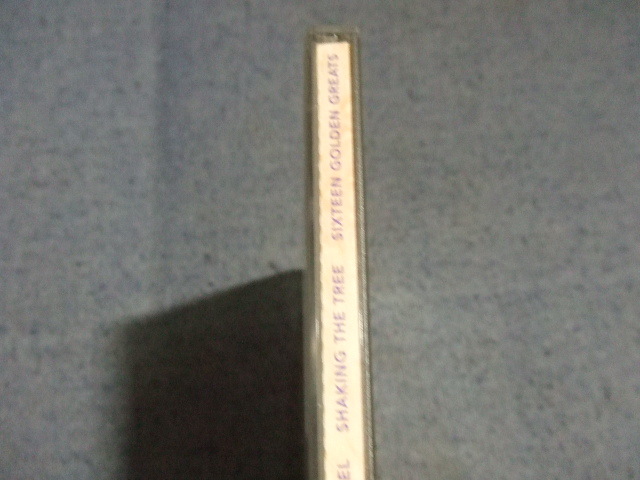 EL SHAKING THE TREE SIXTEEN GOLDEN GREATS